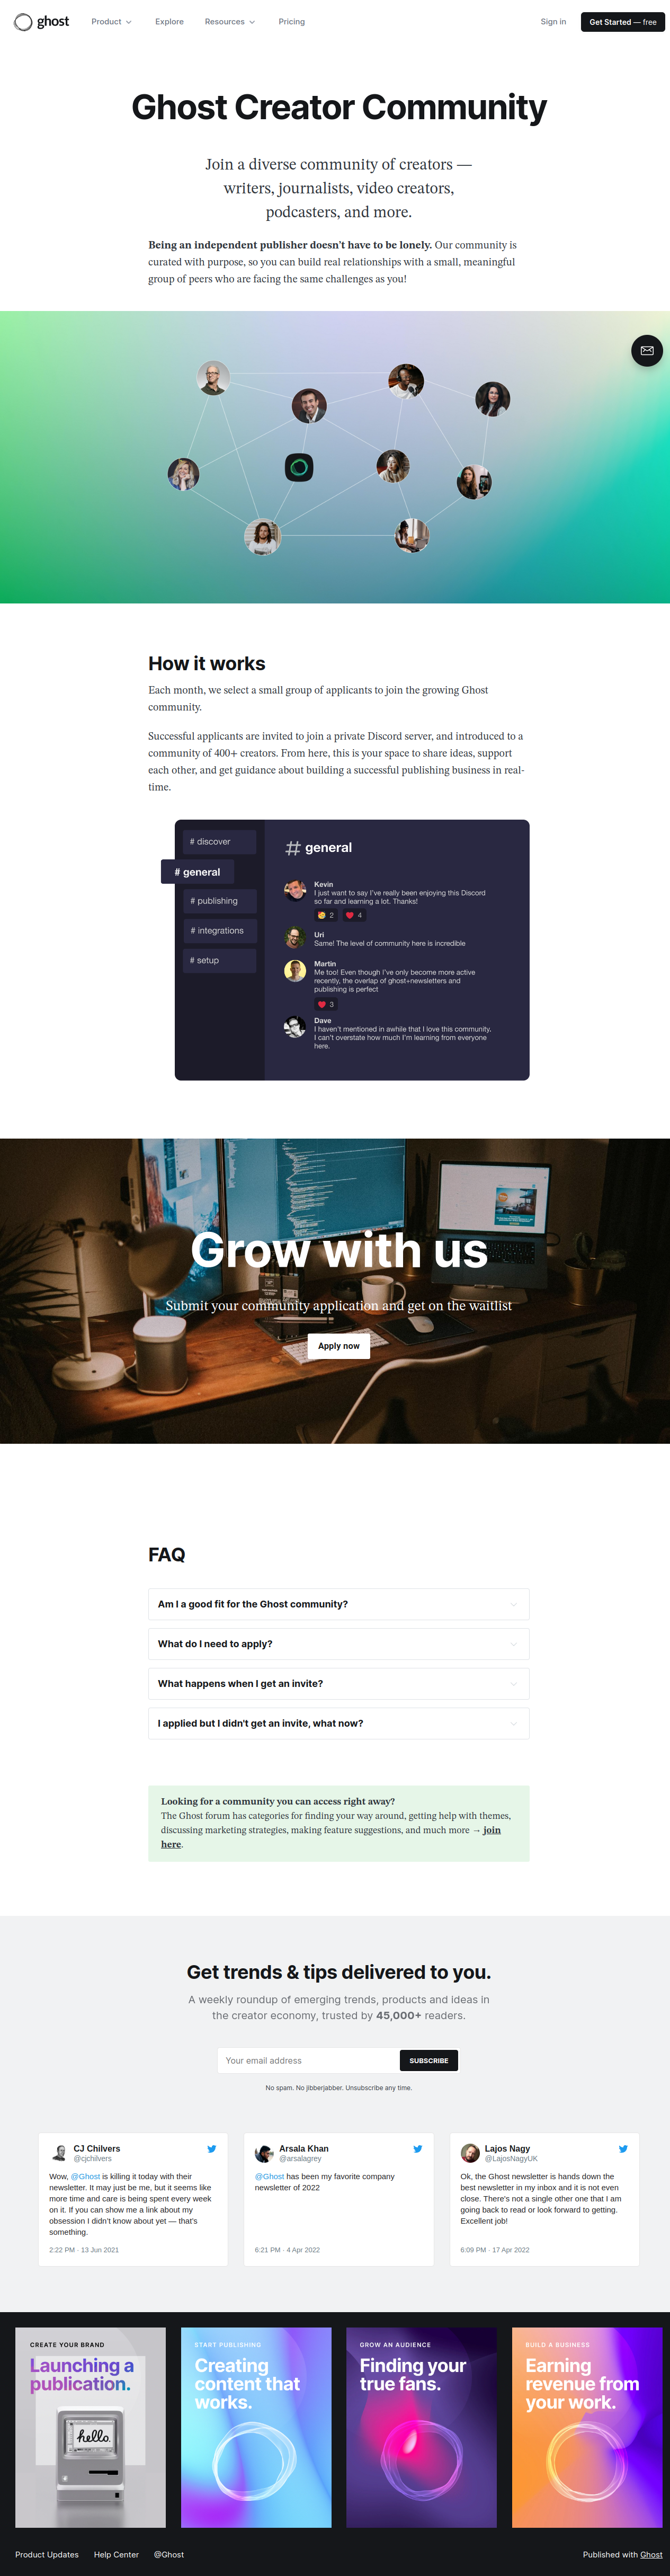 ghost
Product
Explore
Resources
Pricing
Sign in
Get Started — free
Ghost Creator Community
Join a diverse community of creators —
writers, journalists, video creators,
podcasters, and more.
Being an independent publisher doesn't have to be lonely. Our community is
curated with purpose, so you can build real relationships with a small, meaningful
group of peers who are facing the same challenges as you!
How it works
Each month, we select a small group of applicants to join the growing Ghost
community.
Successful applicants are invited to join a private Discord server, and introduced to a
community of 400+ creators. From here, this is your space to share ideas, support
each other, and get guidance about building a successful publishing business in real-
time.
# discover
# general
# publishing
# integrations
# setup
# general
Kevin
I just want to say I've really been enjoying this Discord
so far and learning a lot. Thanks!
2
4
Uri
Same! The level of community here is incredible
Martin
Me too! Even though I've only become more active
recently, the overlap of ghost+newsletters and
publishing is perfect
3
Dave
I haven't mentioned in awhile that I love this community.
I can't overstate how much I'm learning from everyone
here.
Grow with us
Submit your community application and get on the waitlist
Apply now
FAQ
Am I a good fit for the Ghost community?
What do I need to apply?
What happens when I get an invite?
I applied but I didn't get an invite, what now?
Looking for a community you can access right away?
The Ghost forum has categories for finding your way around, getting help with themes,
discussing marketing strategies, making feature suggestions, and much more → join
here.
Get trends & tips delivered to you.
A weekly roundup of emerging trends, products and ideas in
the creator economy, trusted by 45,000+ readers.
Your email address
SUBSCRIBE
No spam. No jibberjabber. Unsubscribe any time.
CJ Chilvers
@cjchilvers
Wow, @Ghost is killing it today with their
newsletter. It may just be me, but it seems like
more time and care is being spent every week
on it. If you can show me a link about my
obsession I didn't know about yet — that's
something.
2:22 PM · 13 Jun 2021
Arsala Khan
@arsalagrey
@Ghost has been my favorite company
newsletter of 2022
6:21 PM · 4 Apr 2022
Lajos Nagy
@LajosNagyUK
Ok, the Ghost newsletter is hands down the
best newsletter in my inbox and it is not even
close. There's not a single other one that I am
going back to read or look forward to getting.
Excellent job!
6:09 PM · 17 Apr 2022
CREATE YOUR BRAND
Launching a
publication.
hello.
START PUBLISHING
Creating
content that
works.
GROW AN AUDIENCE
Finding your
true fans.
BUILD A BUSINESS
Earning
revenue from
your work.
Product Updates
Help Center
@Ghost
Published with Ghost